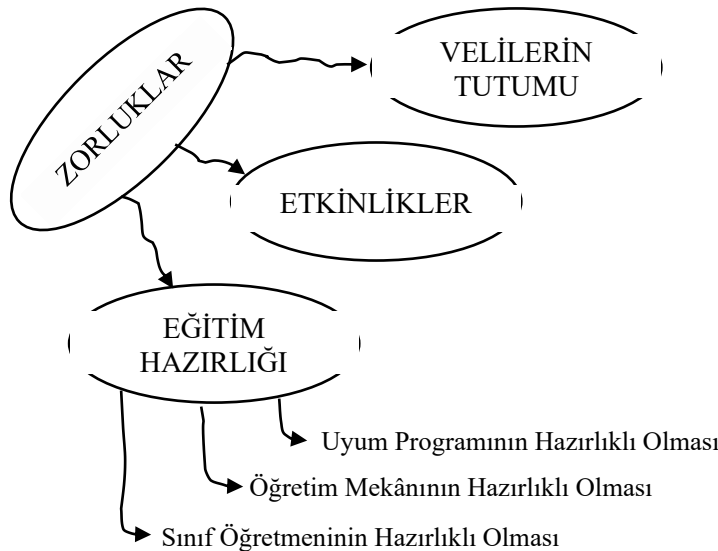 ZORLUKLAR
VELİLERİN
TUTUMU
ETKİNLİKLER
EĞİTİM
HAZIRLIĞI
Uyum Programının Hazırlıklı Olması
Öğretim Mekânının Hazırlıklı Olması
Sınıf Öğretmeninin Hazırlıklı Olması